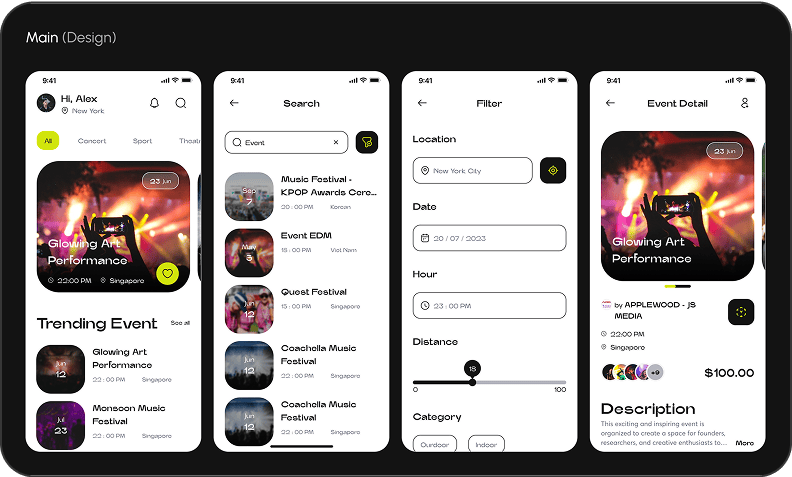 Main (Design)
9:41
Hi, Alex
New York
All
Concert
Sport
Theate
23 Jun
Glowing Art
Performance
22:00 PM
Singapore
Trending Event
See all
Jun
12
Glowing Art
Performance
22 : 00 PM
Singapore
Jul
23
Monsoon Music
Festival
22 : 00 PM
Singapore
9:41
Search
Event
Sep
7
Music Festival -
KPOP Awards Cere...
20 : 00 PM
Korean
May
3
Event EDM
18 : 00 PM
Viet Nam
Jun
12
Quest Festival
15 : 00 PM
Singapore
Jun
12
Coachella Music
Festival
22 : 00 PM
Singapore
Jun
12
Coachella Music
Festival
22 : 00 PM
Singapore
9:41
Filter
Location
New York City
Date
20 / 07 / 2023
Hour
23 : 00 PM
Distance
18
0
100
Category
Ourdoor
Indoor
9:41
Event Detail
23 Jun
Glowing Art
Performance
by APPLEWOOD - JS
MEDIA
22:00 PM
Singapore
+9
$100.00
Description
This exciting and inspiring event is
organized to create a space for founders,
researchers, and creative enthusiasts to...
More